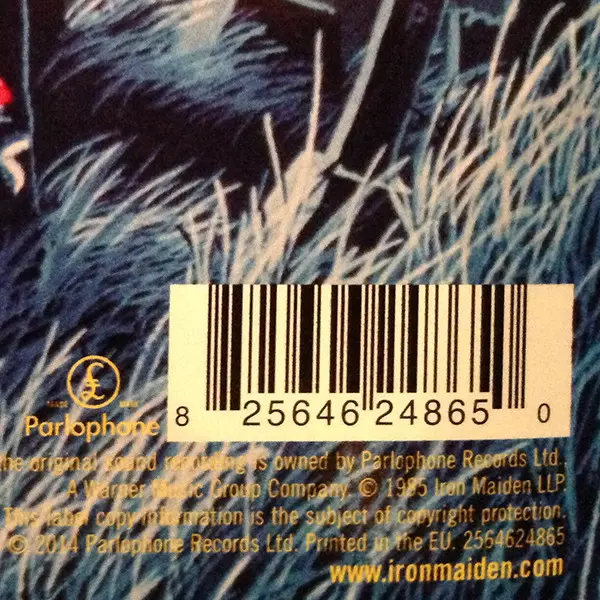 8 25646 24865 0
£
TRADE MARK
Parlophone
the original sound recording is owned by Parlophone Records Ltd.,
A Warner Music Group Company. © 1985 Iron Maiden LLP.
This label copy information is the subject of copyright protection.
© 2014 Parlophone Records Ltd. Printed in the EU. 2564624865
www.ironmaiden.com